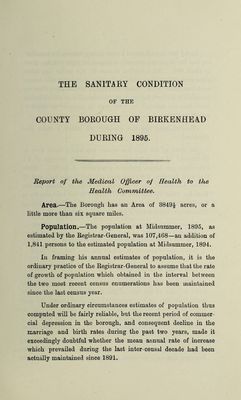 THE SANITARY CONDITION
OF THE
COUNTY BOROUGH OF BIRKENHEAD
DURING 1895.
Report of the Medical Officer of Health to the
Health Committee.
Area.—The Borough has an Area of 3849½ acres, or a
little more than six square miles.
Population.—The population at Midsummer, 1895, as
estimated by the Registrar-General, was 107,468—an addition of
1,841 persons to the estimated population at Midsummer, 1894.
In framing his annual estimates of population, it is the
ordinary practice of the Registrar-General to assume that the rate
of growth of population which obtained in the interval between
the two most recent census enumerations has been maintained
since the last census year.
Under ordinary circumstances estimates of population thus
computed will be fairly reliable, but the recent period of commer-
cial depression in the borough, and consequent decline in the
marriage and birth rates during the past two years, made it
exceedingly doubtful whether the mean annual rate of increase
which prevailed during the last inter-censal decade had been
actually maintained since 1891.